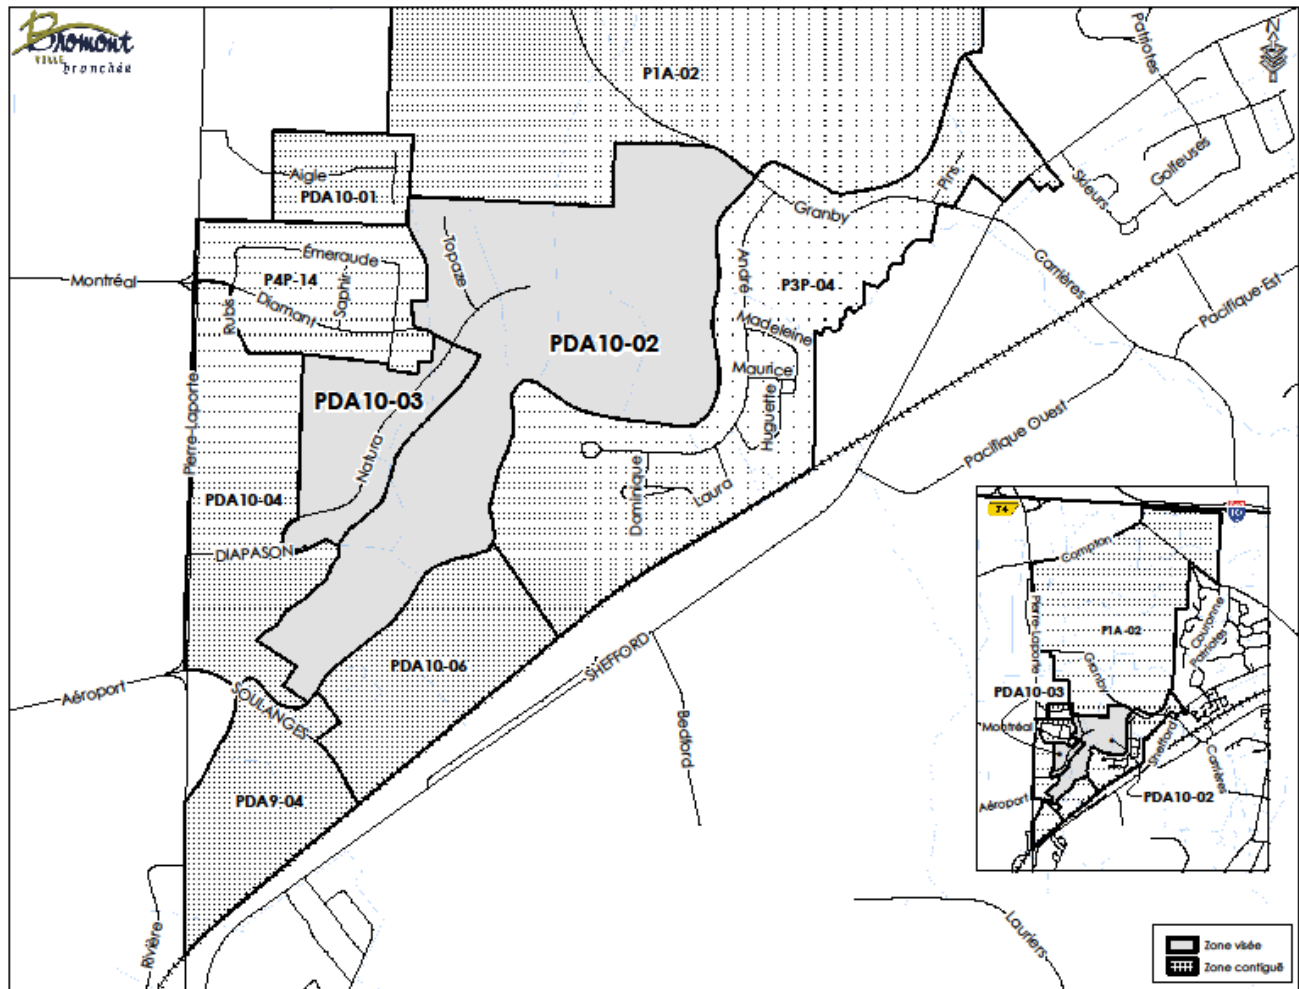 Bromont
VILLE
branchée
N
Patriotes
P1A-02
Aigle
PDA10-01
Skieurs
Golfeuses
Pins
Granby
Carrières
Topaze
Émeraude
P4P-14
Saphir
Montréal
Diamant
Rubis
André
P3P-04
Pacifique Est
Madeleine
PDA10-02
Maurice
Huguette
PDA10-03
Pierre-Laporte
Natura
Pacifique Ouest
Dominique
Laura
PDA10-04
DIAPASON
PDA10-06
SHEFFORD
Aéroport
SOULANGES
Bedford
PDA9-04
Rivière
Lauriers
74
10
Compton
Pierre-Laporte
P1A-02
Couronne
Patriotes
Granby
PDA10-03
Montréal
Shefford
Carrières
Aéroport
PDA10-02
Zone visée
Zone contiguë